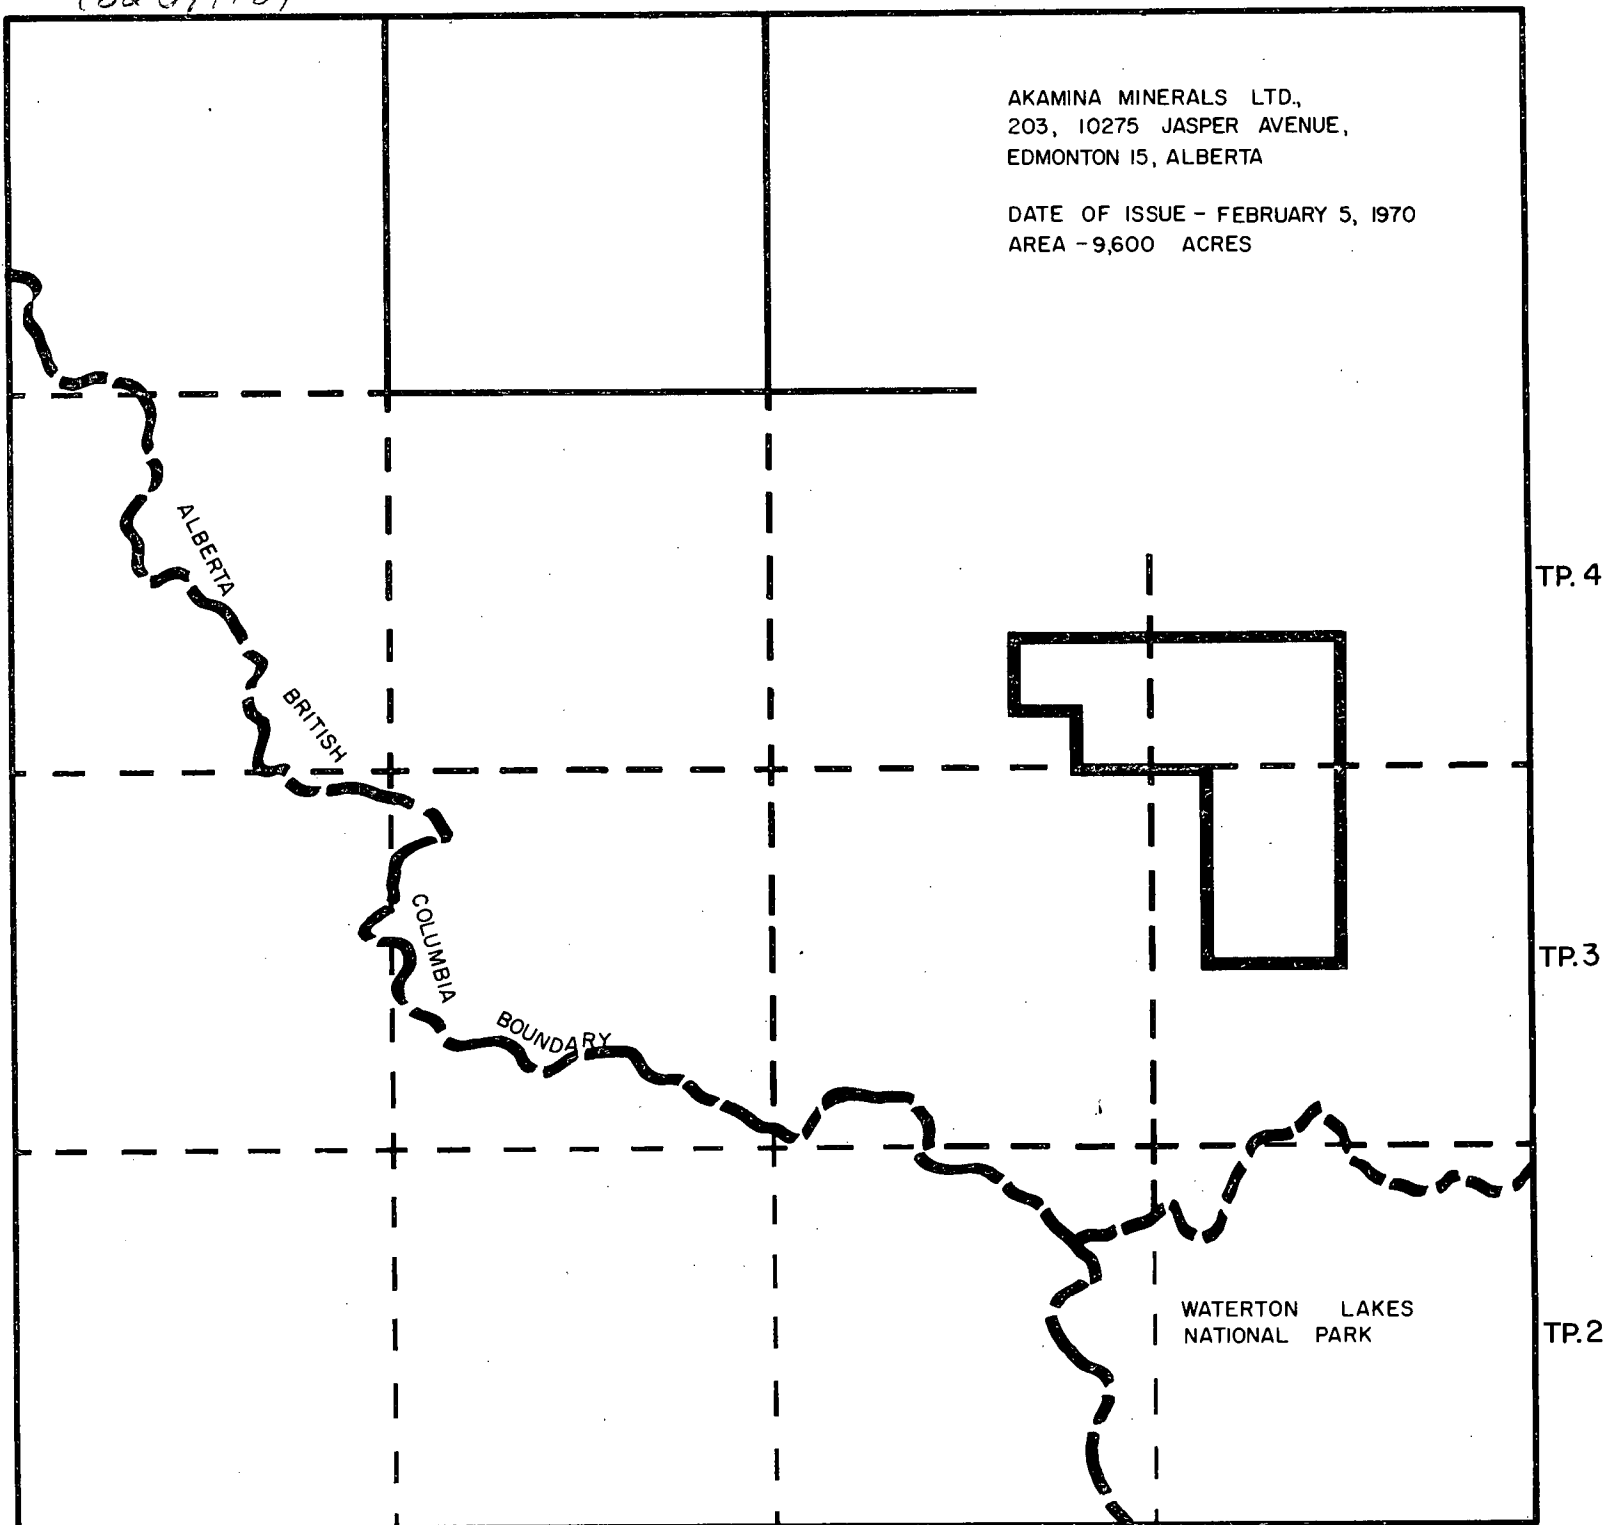 AKAMINA MINERALS LTD.,
203, 10275 JASPER AVENUE,
EDMONTON 15, ALBERTA
DATE OF ISSUE - FEBRUARY 5, 1970
AREA - 9,600 ACRES
ALBERTA
TP. 4
BRITISH
COLUMBIA
TP. 3
BOUNDARY
WATERTON LAKES
NATIONAL PARK
TP. 2